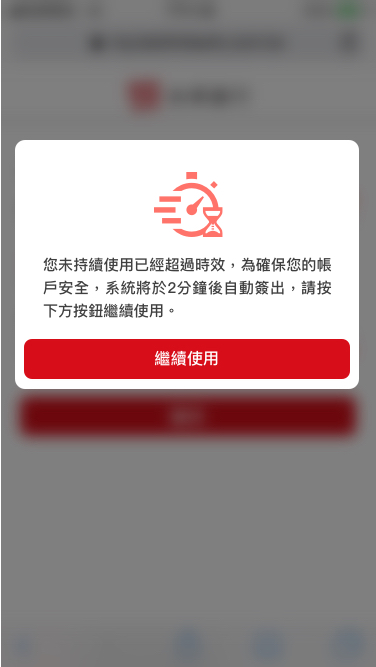 您未持續使用已經超過時效，為確保您的帳
戶安全，系統將於2分鐘後自動簽出，請按
下方按鈕繼續使用。
繼續使用